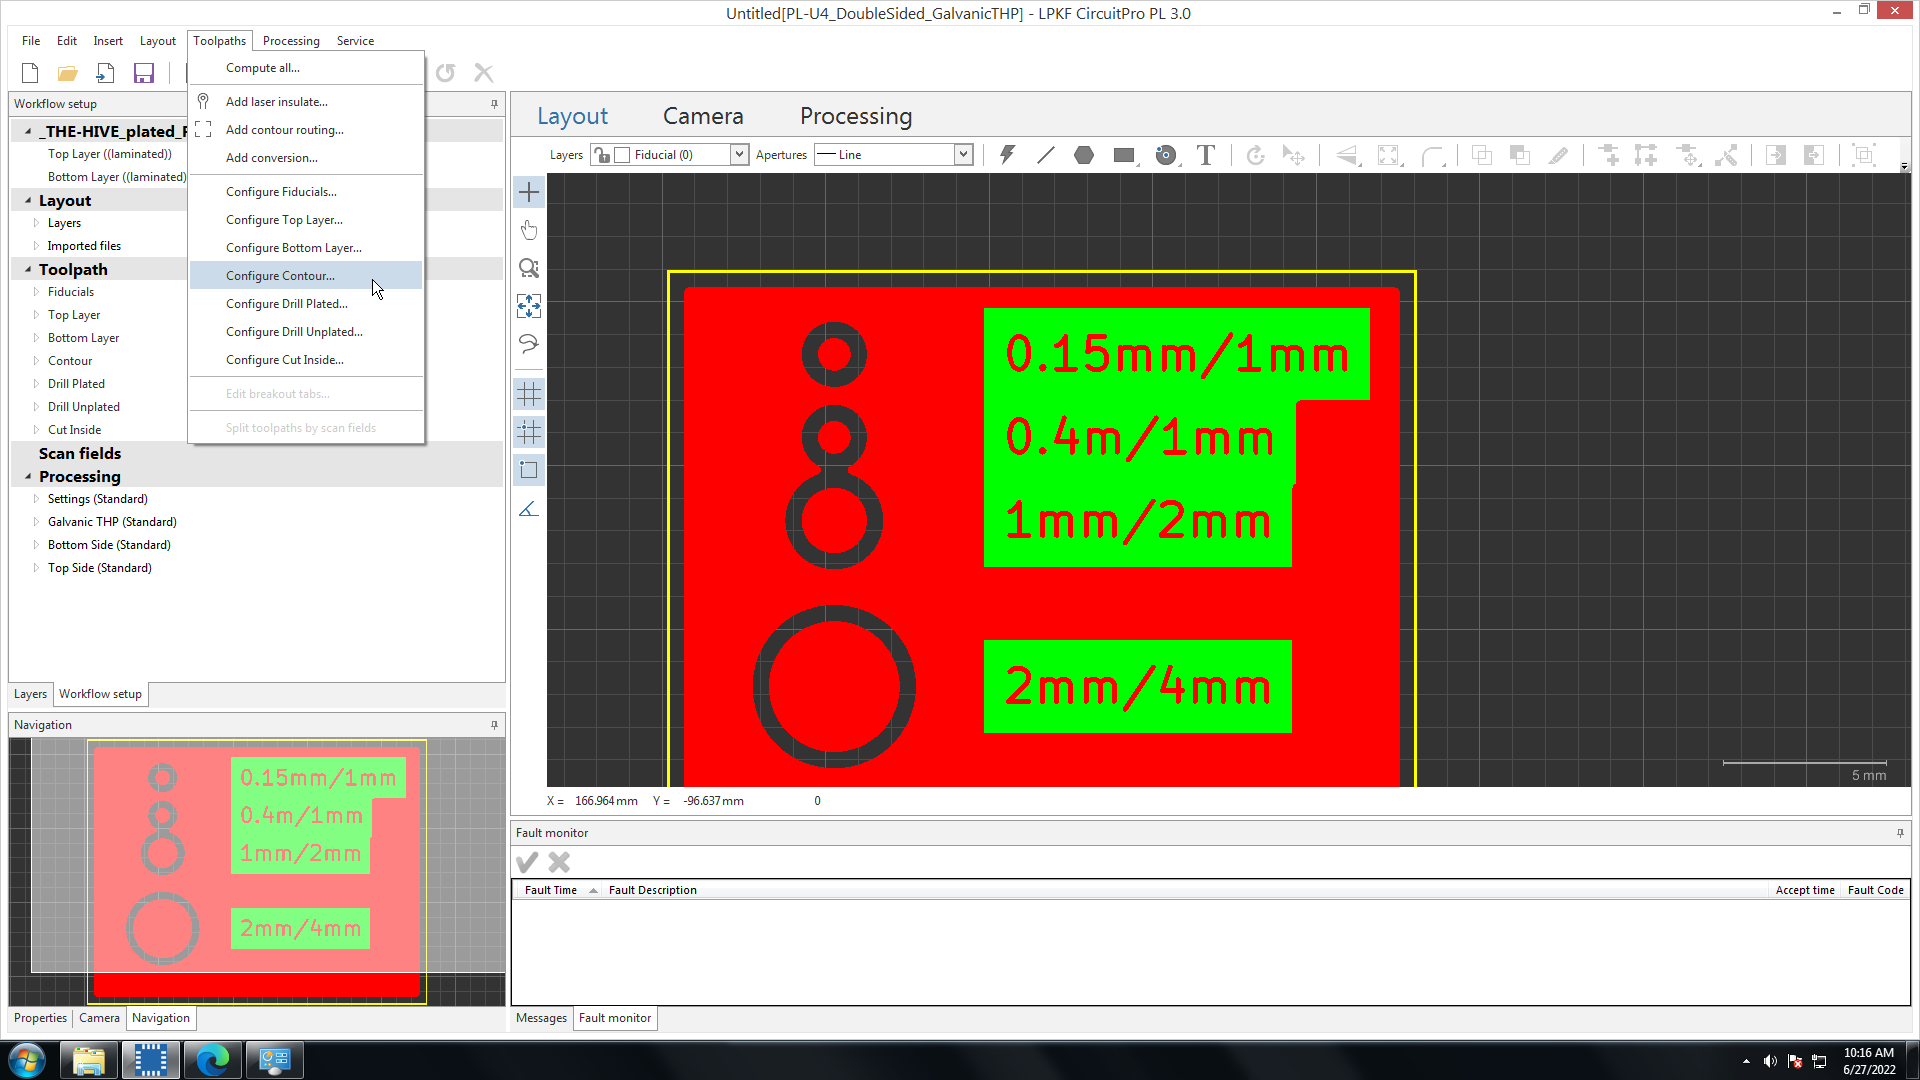 Untitled[PL-U4_DoubleSided_GalvanicTHP] - LPKF CircuitPro PL 3.0
File Edit Insert Layout Toolpaths Processing Service
Compute all...
Add laser insulate...
Add contour routing...
Add conversion...
Configure Fiducials...
Configure Top Layer...
Configure Bottom Layer...
Configure Contour...
Configure Drill Plated...
Configure Drill Unplated...
Configure Cut Inside...
Edit breakout tabs...
Split toolpaths by scan fields
Workflow setup
_THE-HIVE_plated_
Top Layer ((laminated))
Bottom Layer ((laminated)
Layout
Layers
Imported files
Toolpath
Fiducials
Top Layer
Bottom Layer
Contour
Drill Plated
Drill Unplated
Cut Inside
Scan fields
Processing
Settings (Standard)
Galvanic THP (Standard)
Bottom Side (Standard)
Top Side (Standard)
Layers Workflow setup
Navigation
0.15mm/1mm
0.4m/1mm
1mm/2mm
2mm/4mm
Properties Camera Navigation
Layout Camera Processing
Layers Fiducial (0) Apertures Line
0.15mm/1mm
0.4m/1mm
1mm/2mm
2mm/4mm
5 mm
X = 166.964 mm Y = -96.637 mm 0
Fault monitor
Fault Time Fault Description Accept time Fault Code
Messages Fault monitor
10:16 AM
6/27/2022